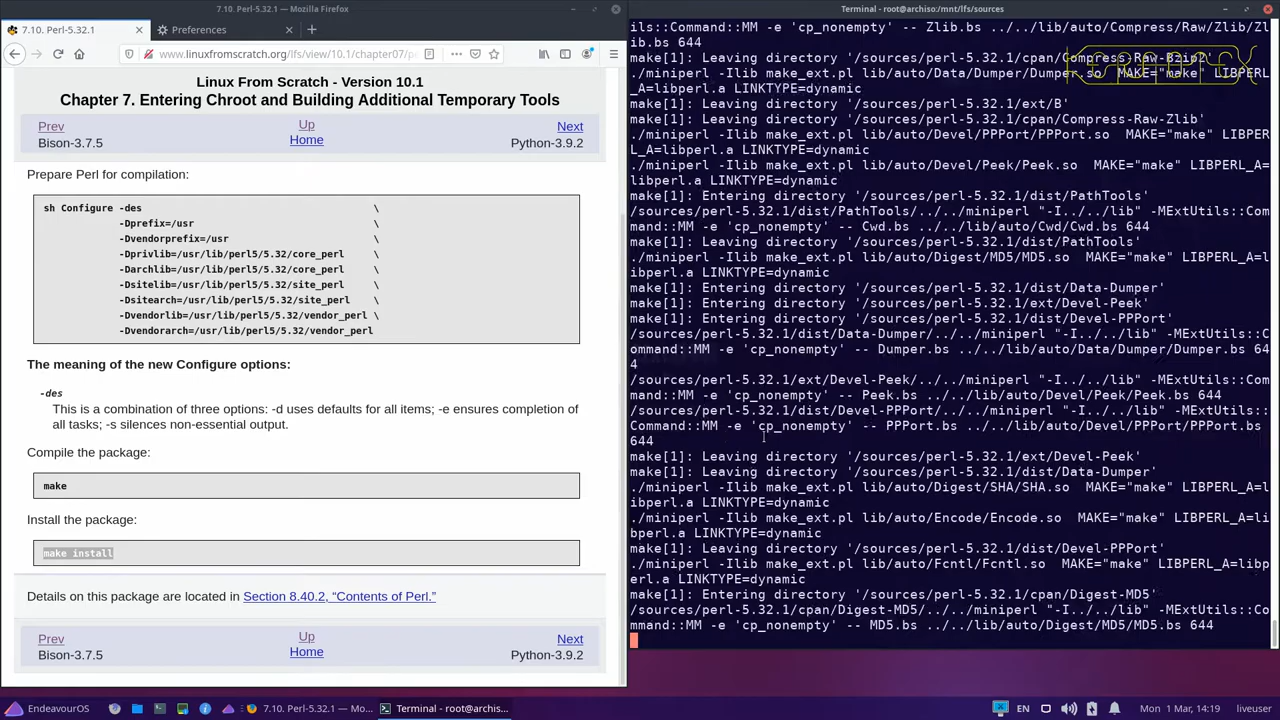 7.10. Perl-5.32.1 — Mozilla Firefox
7.10. Perl-5.32.1
Preferences
www.linuxfromscratch.org/lfs/view/10.1/chapter07/pe
Linux From Scratch - Version 10.1
Chapter 7. Entering Chroot and Building Additional Temporary Tools
Prev
Up
Next
Bison-3.7.5
Home
Python-3.9.2
Prepare Perl for compilation:
sh Configure -des \
-Dprefix=/usr \
-Dvendorprefix=/usr \
-Dprivlib=/usr/lib/perl5/5.32/core_perl \
-Darchlib=/usr/lib/perl5/5.32/core_perl \
-Dsitelib=/usr/lib/perl5/5.32/site_perl \
-Dsitearch=/usr/lib/perl5/5.32/site_perl \
-Dvendorlib=/usr/lib/perl5/5.32/vendor_perl \
-Dvendorarch=/usr/lib/perl5/5.32/vendor_perl
The meaning of the new Configure options:
-des
This is a combination of three options: -d uses defaults for all items; -e ensures completion of
all tasks; -s silences non-essential output.
Compile the package:
make
Install the package:
make install
Details on this package are located in Section 8.40.2, “Contents of Perl.”
Prev
Up
Next
Bison-3.7.5
Home
Python-3.9.2
Terminal - root@archiso:/mnt/lfs/sources
ils::Command::MM -e 'cp_nonempty' -- Zlib.bs ../../lib/auto/Compress/Raw/Zlib/Zl
ib.bs 644
make[1]: Leaving directory '/sources/perl-5.32.1/cpan/Compress-Raw-Bzip2'
./miniperl -Ilib make_ext.pl lib/auto/Data/Dumper/Dumper.so  MAKE="make" LIBPERL
_A=libperl.a LINKTYPE=dynamic
make[1]: Leaving directory '/sources/perl-5.32.1/ext/B'
make[1]: Leaving directory '/sources/perl-5.32.1/cpan/Compress-Raw-Zlib'
./miniperl -Ilib make_ext.pl lib/auto/Devel/PPPort/PPPort.so  MAKE="make" LIBPER
L_A=libperl.a LINKTYPE=dynamic
./miniperl -Ilib make_ext.pl lib/auto/Devel/Peek/Peek.so  MAKE="make" LIBPERL_A=
libperl.a LINKTYPE=dynamic
make[1]: Entering directory '/sources/perl-5.32.1/dist/PathTools'
/sources/perl-5.32.1/dist/PathTools/../../miniperl "-I../../lib" -MExtUtils::Com
mand::MM -e 'cp_nonempty' -- Cwd.bs ../../lib/auto/Cwd/Cwd.bs 644
make[1]: Leaving directory '/sources/perl-5.32.1/dist/PathTools'
./miniperl -Ilib make_ext.pl lib/auto/Digest/MD5/MD5.so  MAKE="make" LIBPERL_A=l
ibperl.a LINKTYPE=dynamic
make[1]: Entering directory '/sources/perl-5.32.1/dist/Data-Dumper'
make[1]: Entering directory '/sources/perl-5.32.1/ext/Devel-Peek'
make[1]: Entering directory '/sources/perl-5.32.1/dist/Devel-PPPort'
/sources/perl-5.32.1/dist/Data-Dumper/../../miniperl "-I../../lib" -MExtUtils::C
ommand::MM -e 'cp_nonempty' -- Dumper.bs ../../lib/auto/Data/Dumper/Dumper.bs 64
4
/sources/perl-5.32.1/ext/Devel-Peek/../../miniperl "-I../../lib" -MExtUtils::Com
mand::MM -e 'cp_nonempty' -- Peek.bs ../../lib/auto/Devel/Peek/Peek.bs 644
/sources/perl-5.32.1/dist/Devel-PPPort/../../miniperl "-I../../lib" -MExtUtils::
Command::MM -e 'cp_nonempty' -- PPPort.bs ../../lib/auto/Devel/PPPort/PPPort.bs
644
make[1]: Leaving directory '/sources/perl-5.32.1/ext/Devel-Peek'
make[1]: Leaving directory '/sources/perl-5.32.1/dist/Data-Dumper'
./miniperl -Ilib make_ext.pl lib/auto/Digest/SHA/SHA.so  MAKE="make" LIBPERL_A=l
ibperl.a LINKTYPE=dynamic
./miniperl -Ilib make_ext.pl lib/auto/Encode/Encode.so  MAKE="make" LIBPERL_A=li
bperl.a LINKTYPE=dynamic
make[1]: Leaving directory '/sources/perl-5.32.1/dist/Devel-PPPort'
./miniperl -Ilib make_ext.pl lib/auto/Fcntl/Fcntl.so  MAKE="make" LIBPERL_A=libp
erl.a LINKTYPE=dynamic
make[1]: Entering directory '/sources/perl-5.32.1/cpan/Digest-MD5'
/sources/perl-5.32.1/cpan/Digest-MD5/../../miniperl "-I../../lib" -MExtUtils::Co
mmand::MM -e 'cp_nonempty' -- MD5.bs ../../lib/auto/Digest/MD5/MD5.bs 644
EndeavourOS
7.10. Perl-5.32.1 — Mo...
Terminal - root@archiso:/...
EN
Mon 1 Mar, 14:19
liveuser